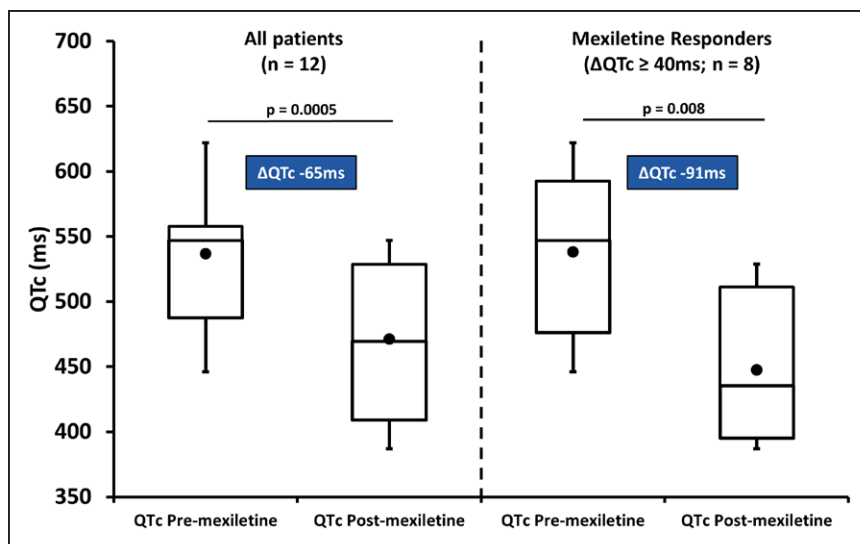 All patients
(n = 12)
Mexiletine Responders
(ΔQTc ≥ 40ms; n = 8)
p = 0.0005
p = 0.008
ΔQTc -65ms
ΔQTc -91ms
QTc (ms)
700
650
600
550
500
450
400
350
QTc Pre-mexiletine
QTc Post-mexiletine
QTc Pre-mexiletine
QTc Post-mexiletine